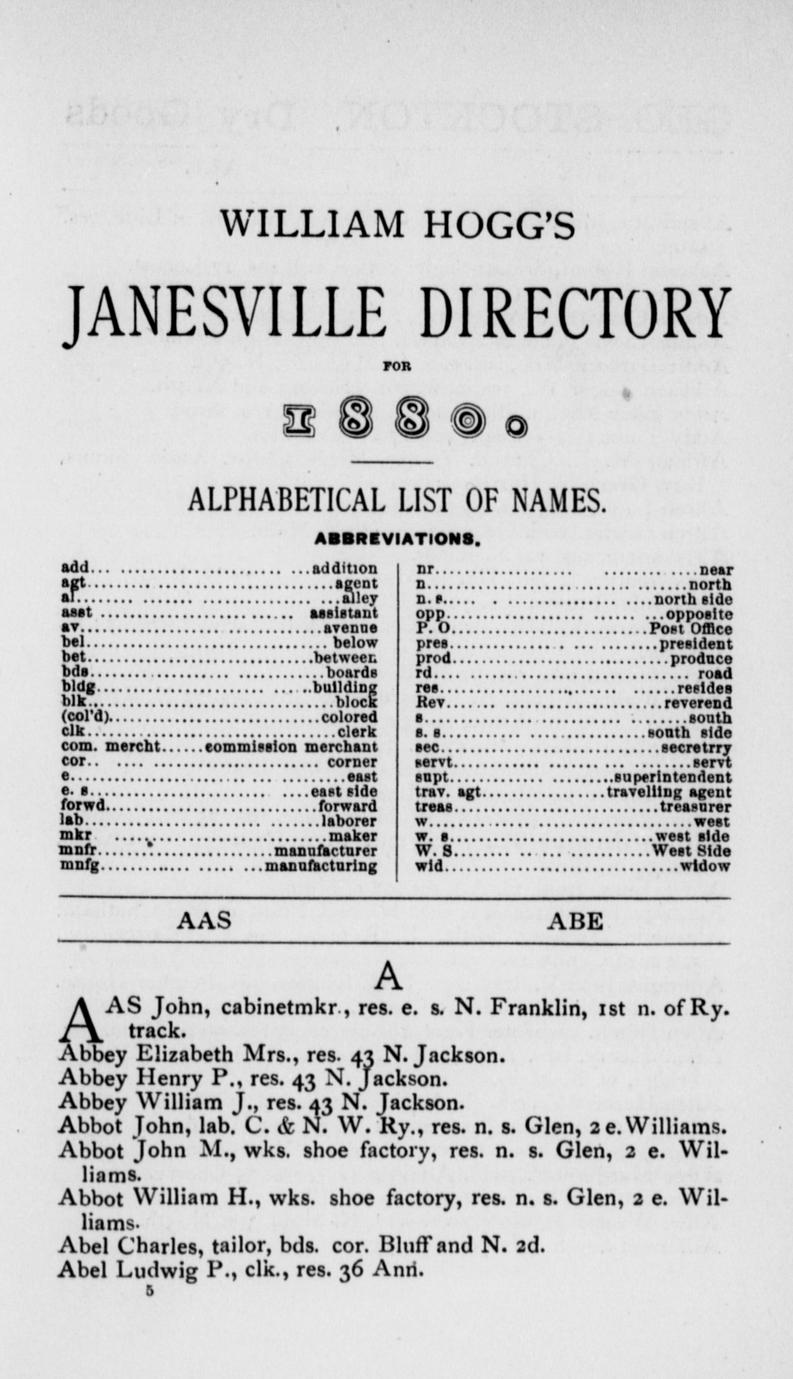 WILLIAM HOGG'S
JANESVILLE DIRECTORY
FOR
1880.
ALPHABETICAL LIST OF NAMES.
ABBREVIATIONS.
add....................addition
agt....................agent
al....................alley
asst....................assistant
av....................avenue
bel....................below
bet....................between
bds....................boards
bldg....................building
blk....................block
(col'd)....................colored
clk....................clerk
com. mercht......commission merchant
cor....................corner
e....................east
e. s....................east side
forwd....................forward
lab....................laborer
mkr....................maker
mnfr....................manufacturer
mnfg....................manufacturing
nr....................near
n....................north
n. s....................north side
opp....................opposite
P. O....................Post Office
pres....................president
prod....................produce
rd....................road
res....................resides
Rev....................reverend
s....................south
s. s....................south side
sec....................secretrry
servt....................servt
supt....................superintendent
trav. agt....................travelling agent
treas....................treasurer
w....................west
w. s....................west side
W. S....................West Side
wid....................widow
AAS ABE
A
AAS John, cabinetmkr., res. e. s. N. Franklin, 1st n. of Ry.
track.
Abbey Elizabeth Mrs., res. 43 N. Jackson.
Abbey Henry P., res. 43 N. Jackson.
Abbey William J., res. 43 N. Jackson.
Abbot John, lab. C. & N. W. Ry., res. n. s. Glen, 2 e. Williams.
Abbot John M., wks. shoe factory, res. n. s. Glen, 2 e. Wil-
liams.
Abbot William H., wks. shoe factory, res. n. s. Glen, 2 e. Wil-
liams.
Abel Charles, tailor, bds. cor. Bluff and N. 2d.
Abel Ludwig P., clk., res. 36 Ann.
5